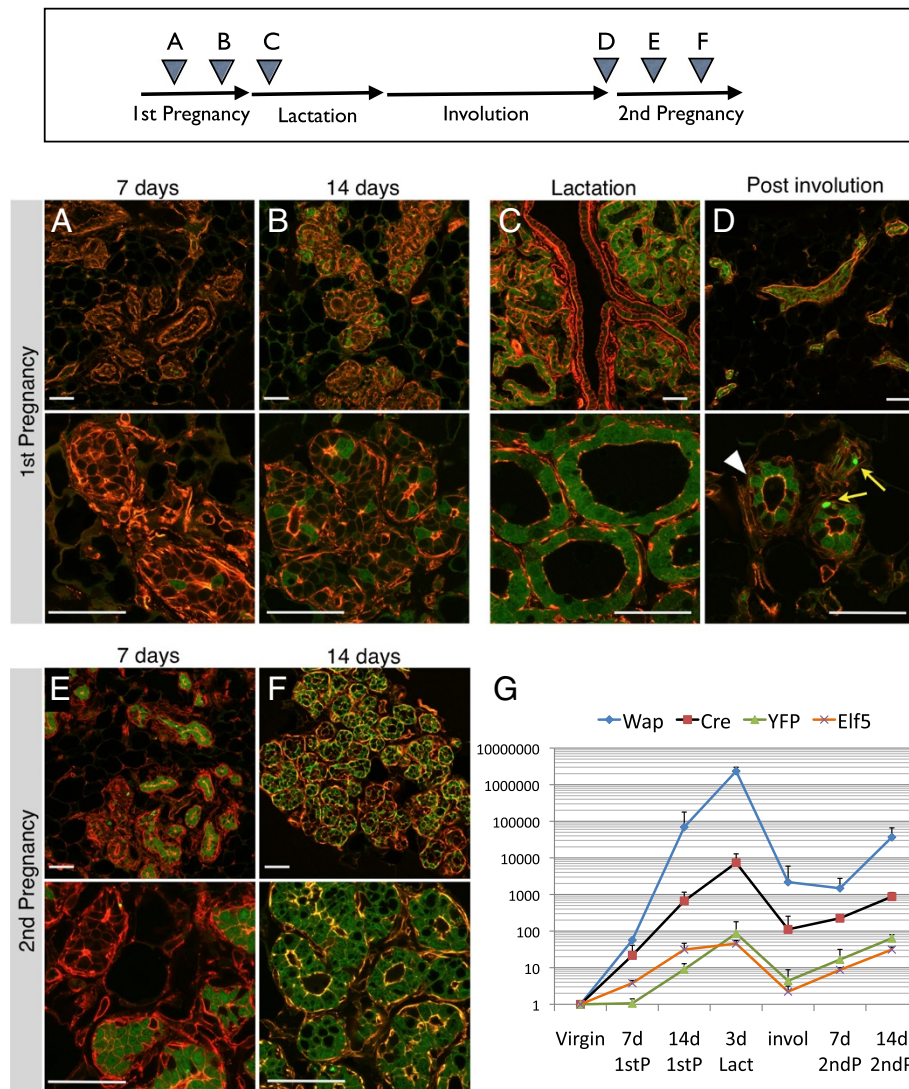 A B C D E F
1st Pregnancy Lactation Involution 2nd Pregnancy
7 days 14 days Lactation Post involution
1st Pregnancy
A B C D
7 days 14 days
2nd Pregnancy
E F G
Wap Cre YFP Elf5
10000000
1000000
100000
10000
1000
100
10
1
Virgin 7d 14d 3d invol 7d 14d
1stP 1stP Lact 2ndP 2ndP